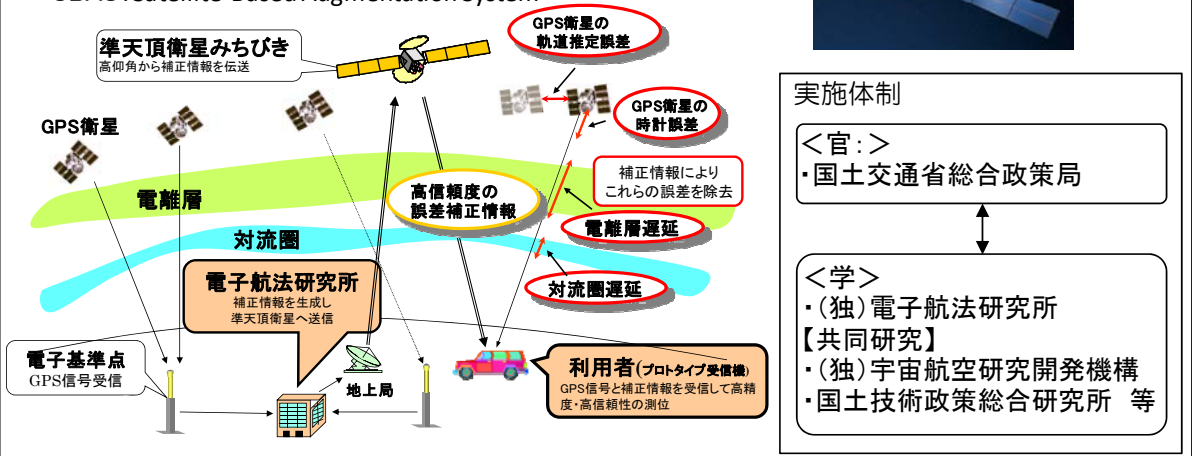 準天頂衛星みちびき
高仰角から補正情報を伝送
GPS衛星の
軌道推定誤差
GPS衛星
GPS衛星の
時計誤差
補正情報により
これらの誤差を除去
電離層
高信頼度の
誤差補正情報
電離層遅延
対流圏
対流圏遅延
電子航法研究所
補正情報を生成し
準天頂衛星へ送信
電子基準点
GPS信号受信
地上局
利用者(プロトタイプ受信機)
GPS信号と補正情報を受信して高精
度・高信頼性の測位
実施体制
<官:>
・国土交通省総合政策局
<学>
・(独)電子航法研究所
【共同研究】
・(独)宇宙航空研究開発機構
・国土技術政策総合研究所 等